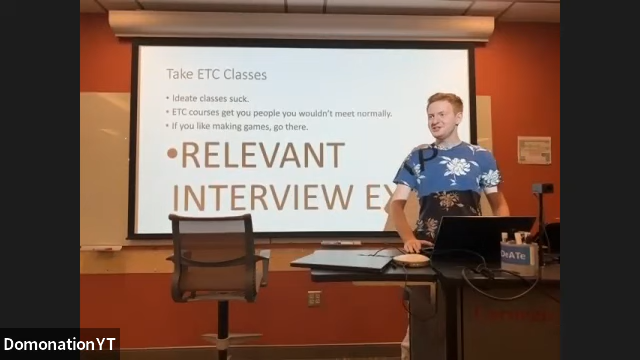 Take ETC Classes
• Ideate classes suck.
• ETC courses get you people you wouldn't meet normally.
• If you like making games, go there.
•RELEVANT
INTERVIEW EX
P
DeATe
DomonationYT